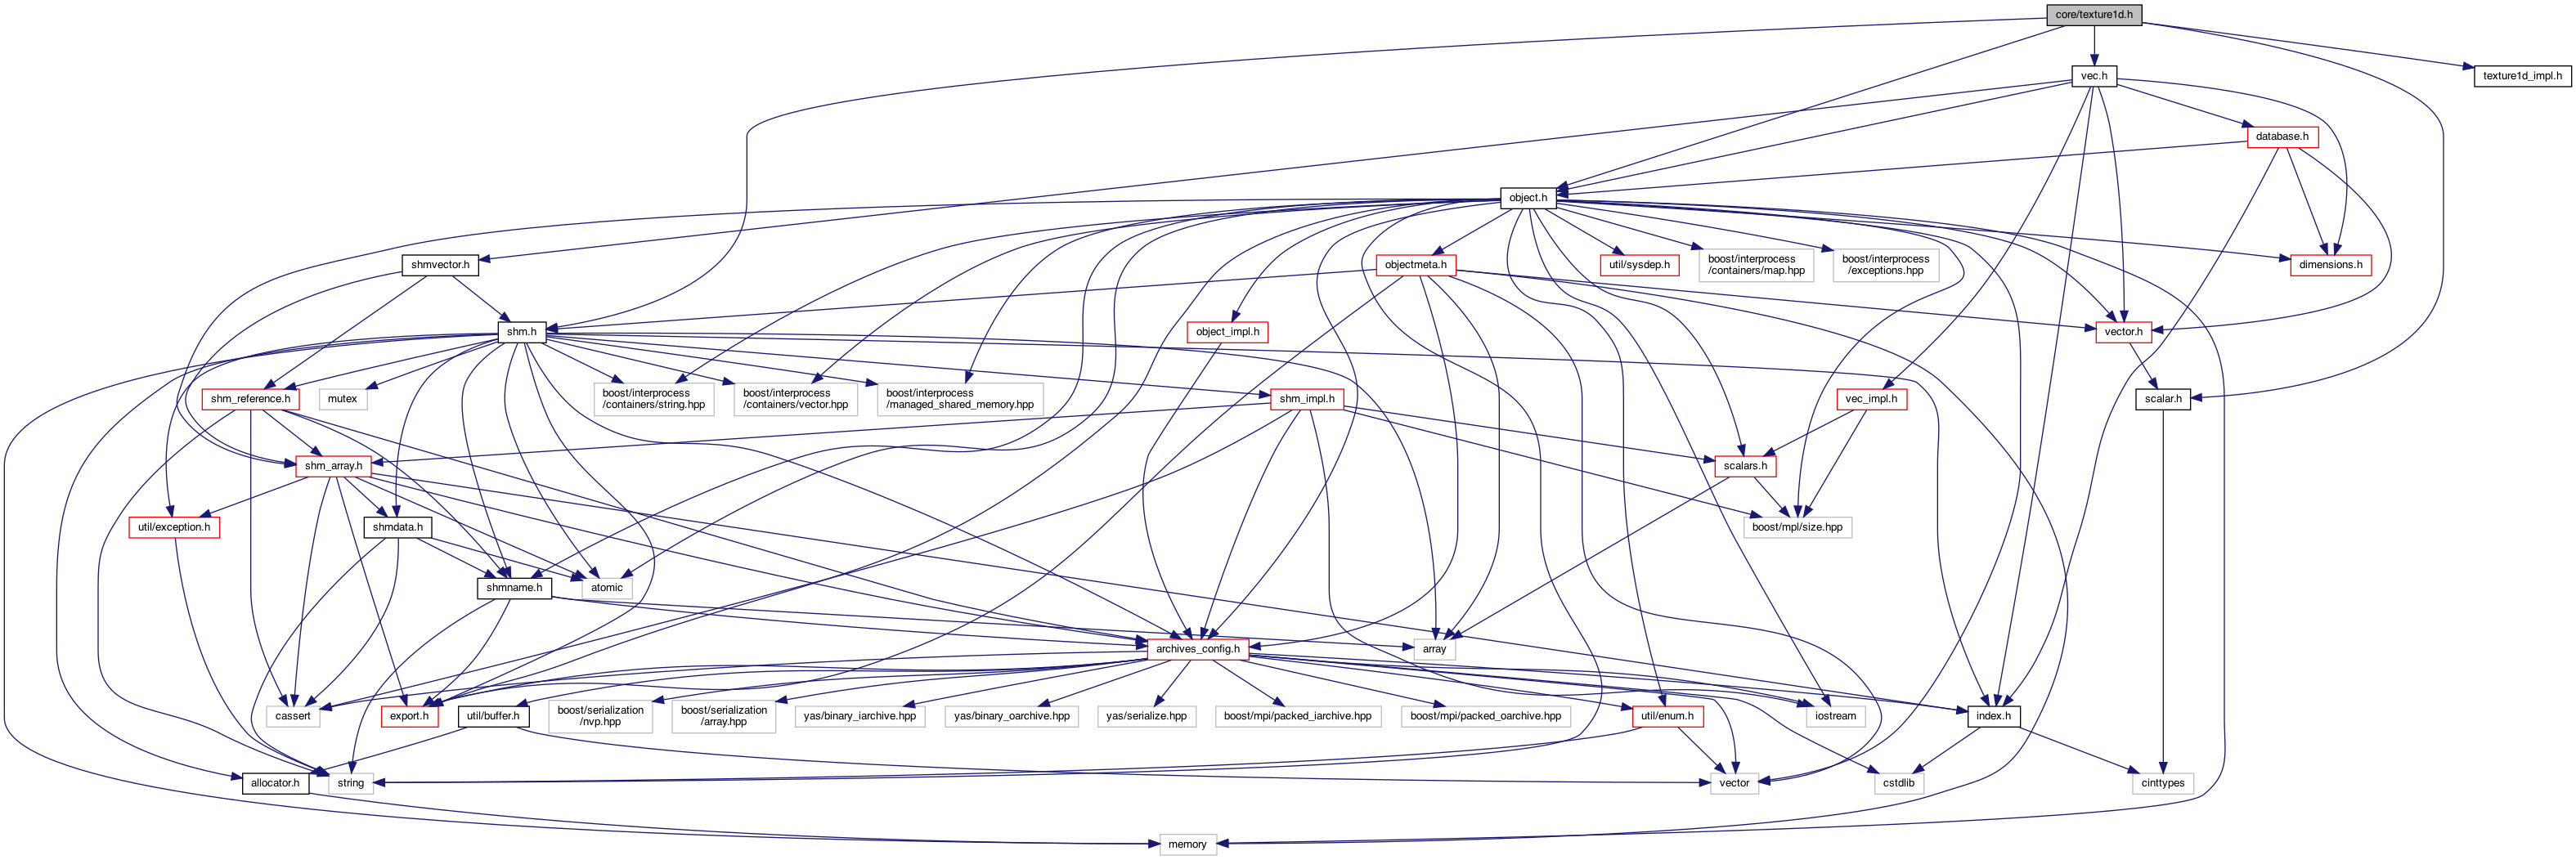 core/texture1d.h
vec.h
texture1d_impl.h
database.h
object.h
shmvector.h
objectmeta.h
util/sysdep.h
boost/interprocess
/containers/map.hpp
boost/interprocess
/exceptions.hpp
dimensions.h
shm.h
object_impl.h
vector.h
shm_reference.h
mutex
boost/interprocess
/containers/string.hpp
boost/interprocess
/containers/vector.hpp
boost/interprocess
/managed_shared_memory.hpp
shm_impl.h
vec_impl.h
scalar.h
shm_array.h
scalars.h
util/exception.h
shmdata.h
boost/mpl/size.hpp
shmname.h
atomic
archives_config.h
array
cassert
export.h
util/buffer.h
boost/serialization
/nvp.hpp
boost/serialization
/array.hpp
yas/binary_iarchive.hpp
yas/binary_oarchive.hpp
yas/serialize.hpp
boost/mpi/packed_iarchive.hpp
boost/mpi/packed_oarchive.hpp
util/enum.h
iostream
index.h
allocator.h
string
vector
cstdlib
cinttypes
memory